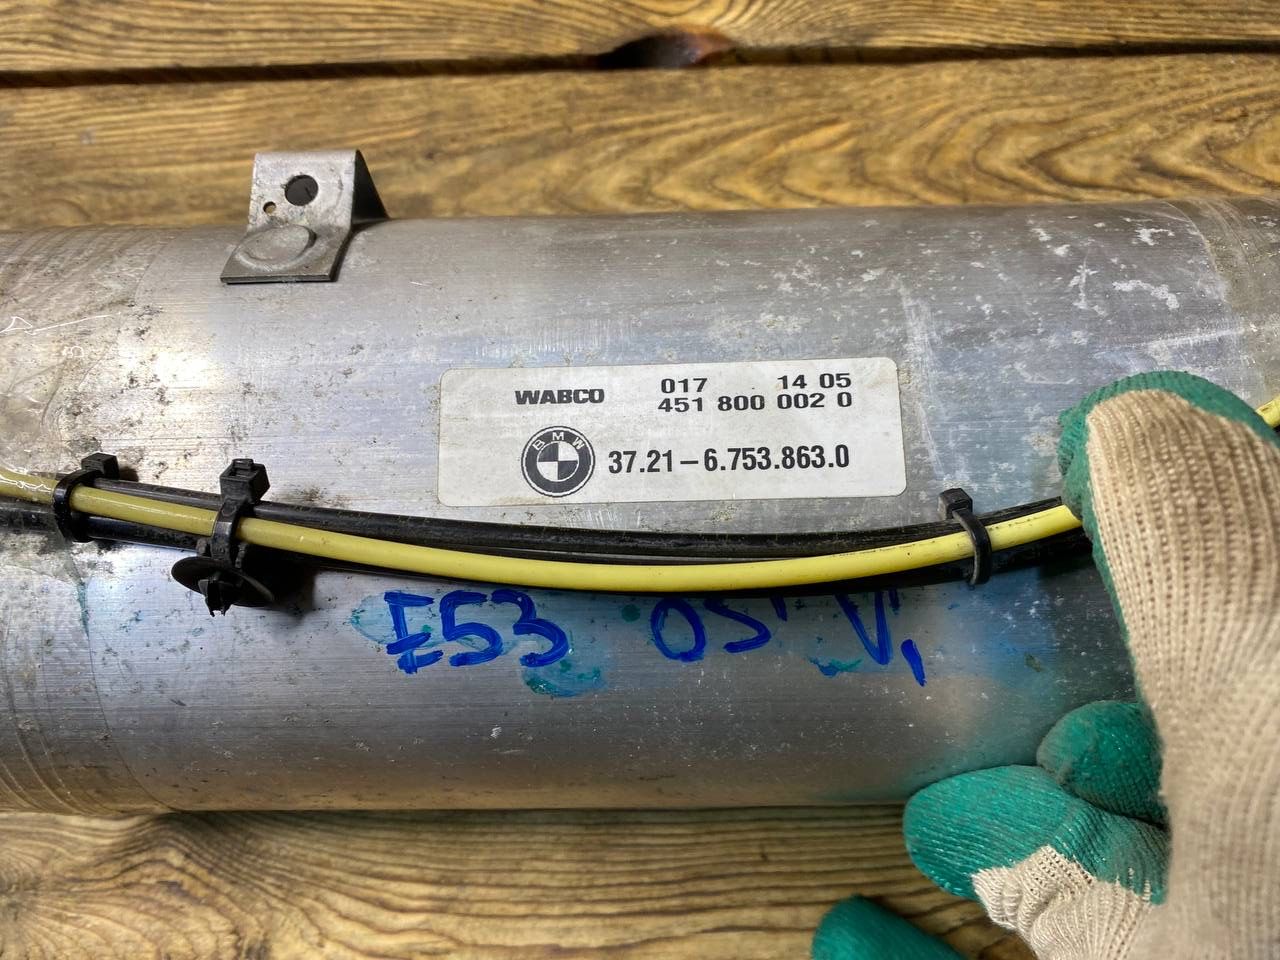 WABCO 017 14 05
451 800 002 0
BMW 37.21-6.753.863.0
E53 05' V,